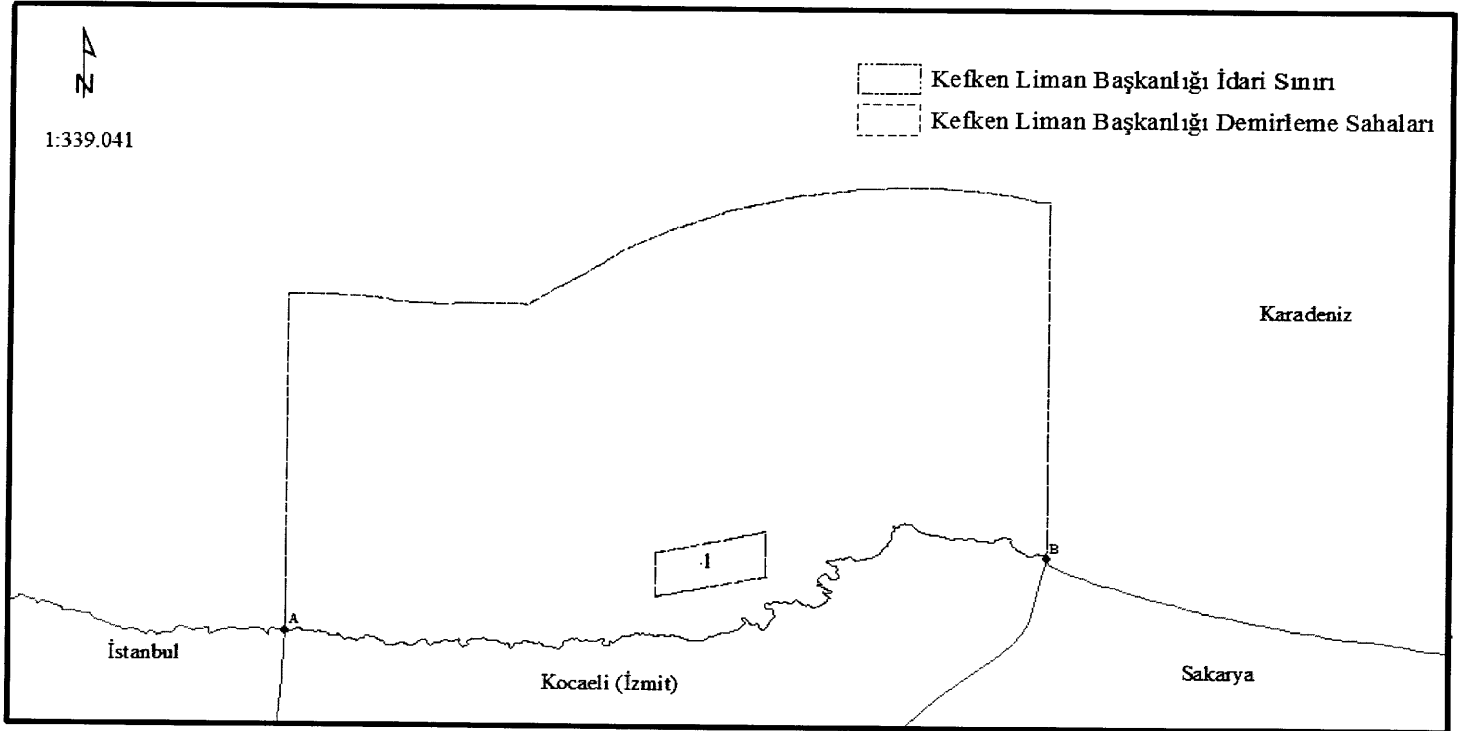 N
1:339.041
Kefken Liman Başkanlığı İdari Sınırı
Kefken Liman Başkanlığı Demirleme Sahaları
Karadeniz
1
B
A
İstanbul
Kocaeli (İzmit)
Sakarya